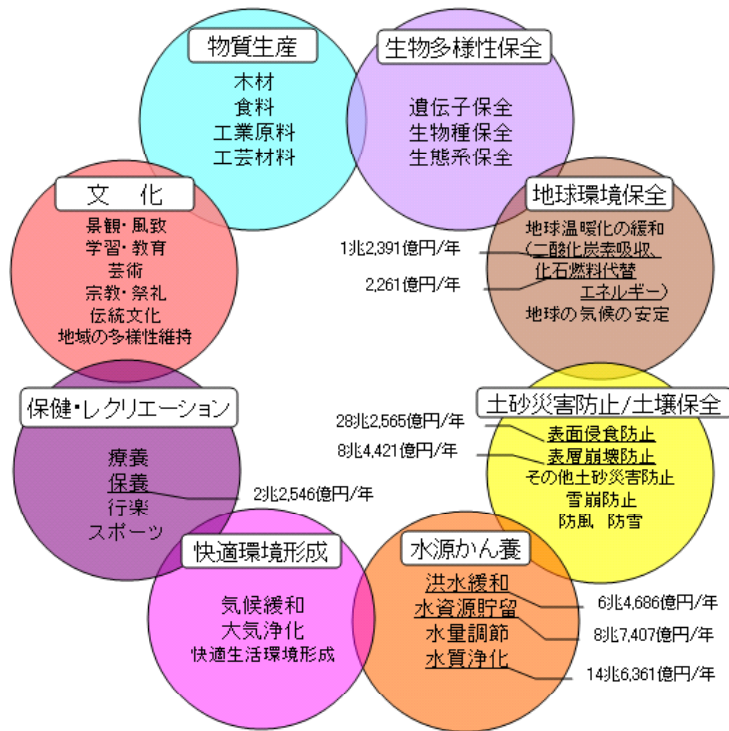 物質生産
木材
食料
工業原料
工芸材料
生物多様性保全
遺伝子保全
生物種保全
生態系保全
地球環境保全
地球温暖化の緩和
(二酸化炭素吸収、
化石燃料代替
エネルギー)
地球の気候の安定
1兆2,391億円/年
2,261億円/年
土砂災害防止/土壌保全
表面侵食防止
表層崩壊防止
その他土砂災害防止
雪崩防止
防風 防雪
28兆2,565億円/年
8兆4,421億円/年
水源かん養
洪水緩和
水資源貯留
水量調節
水質浄化
6兆4,686億円/年
8兆7,407億円/年
14兆6,361億円/年
快適環境形成
気候緩和
大気浄化
快適生活環境形成
保健・レクリエーション
療養
保養
行楽
スポーツ
2兆2,546億円/年
文 化
景観・風致
学習・教育
芸術
宗教・祭礼
伝統文化
地域の多様性維持